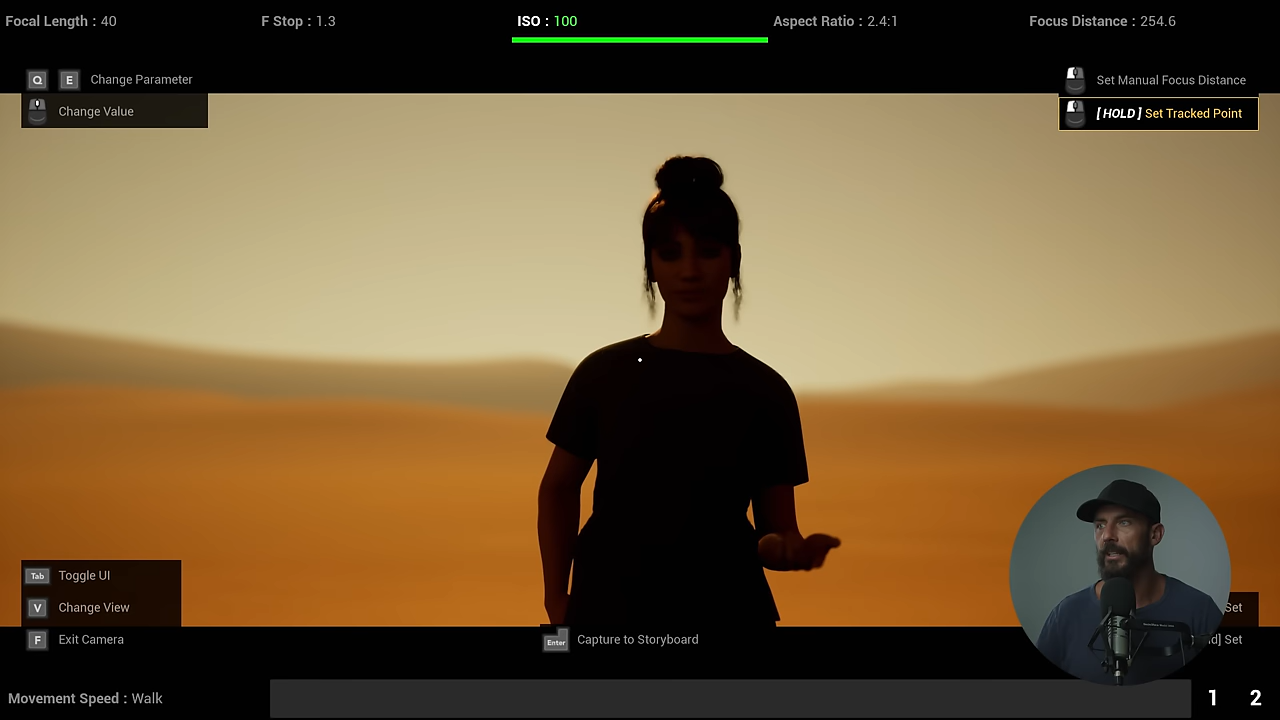 Focal Length : 40
F Stop : 1.3
ISO : 100
Aspect Ratio : 2.4:1
Focus Distance : 254.6
Q E Change Parameter
Change Value
Set Manual Focus Distance
[ HOLD ] Set Tracked Point
Tab Toggle UI
V Change View
F Exit Camera
Enter Capture to Storyboard
Set
d] Set
Movement Speed : Walk
1 2